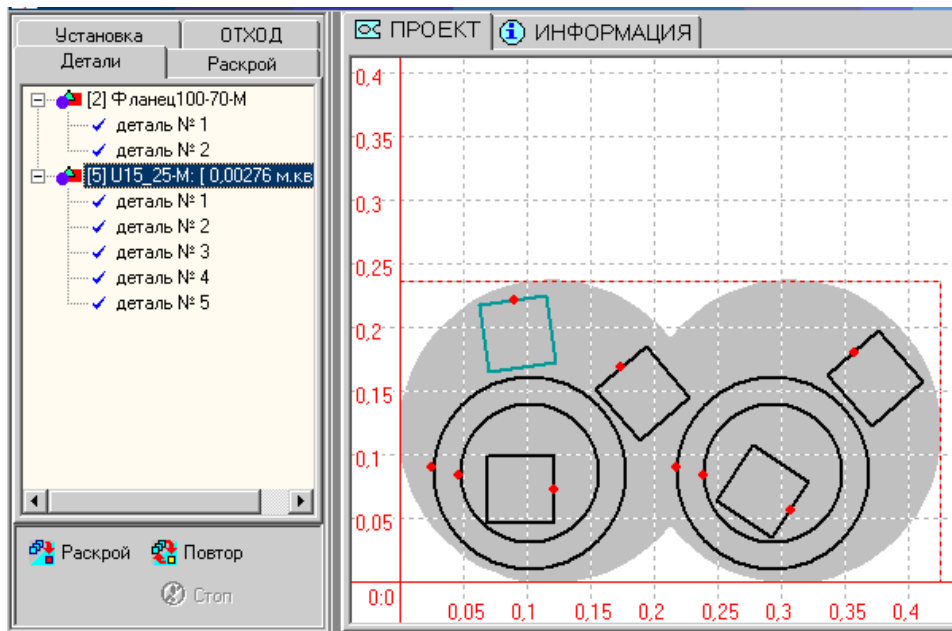 Установка
ОТХОД
Детали
Раскрой
[2] Фланец100-70-М
деталь № 1
деталь № 2
[5] U15_25-М: [ 0,00276 м.кв
деталь № 1
деталь № 2
деталь № 3
деталь № 4
деталь № 5
Раскрой
Повтор
Стоп
ПРОЕКТ
ИНФОРМАЦИЯ
0,4
0,35
0,3
0,25
0,2
0,15
0,1
0,05
0:0
0,05 0,1 0,15 0,2 0,25 0,3 0,35 0,4